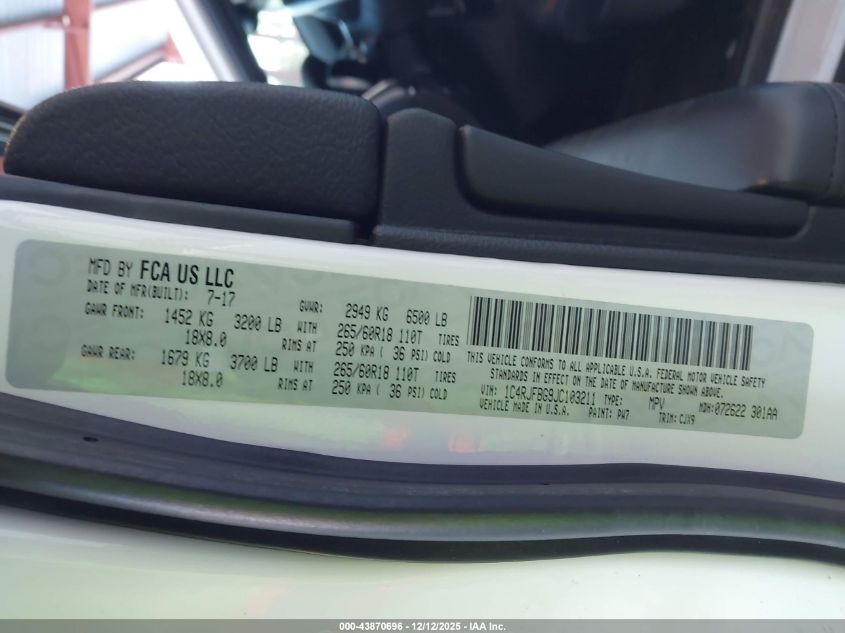 MFD BY FCA US LLC
DATE OF MFR(BUILT): 7-17 GVWR: 2949 KG 6500 LB
GAWR FRONT: 1452 KG 3200 LB WITH 265/60R18 110T TIRES
18X8.0 RIMS AT 250 KPA ( 36 PSI) COLD
GAWR REAR: 1679 KG 3700 LB WITH 265/60R18 110T TIRES
18X8.0 RIMS AT 250 KPA ( 36 PSI) COLD
THIS VEHICLE CONFORMS TO ALL APPLICABLE U.S.A. FEDERAL MOTOR VEHICLE SAFETY
STANDARDS IN EFFECT ON THE DATE OF MANUFACTURE SHOWN ABOVE.
VIN: 1C4RJFBG9JC103211 TYPE: MPV MDH: 072622 301AA
VEHICLE MADE IN U.S.A. PAINT: PW7 TRIM: CJX9
000-43870696 - 12/12/2025 - IAA Inc.